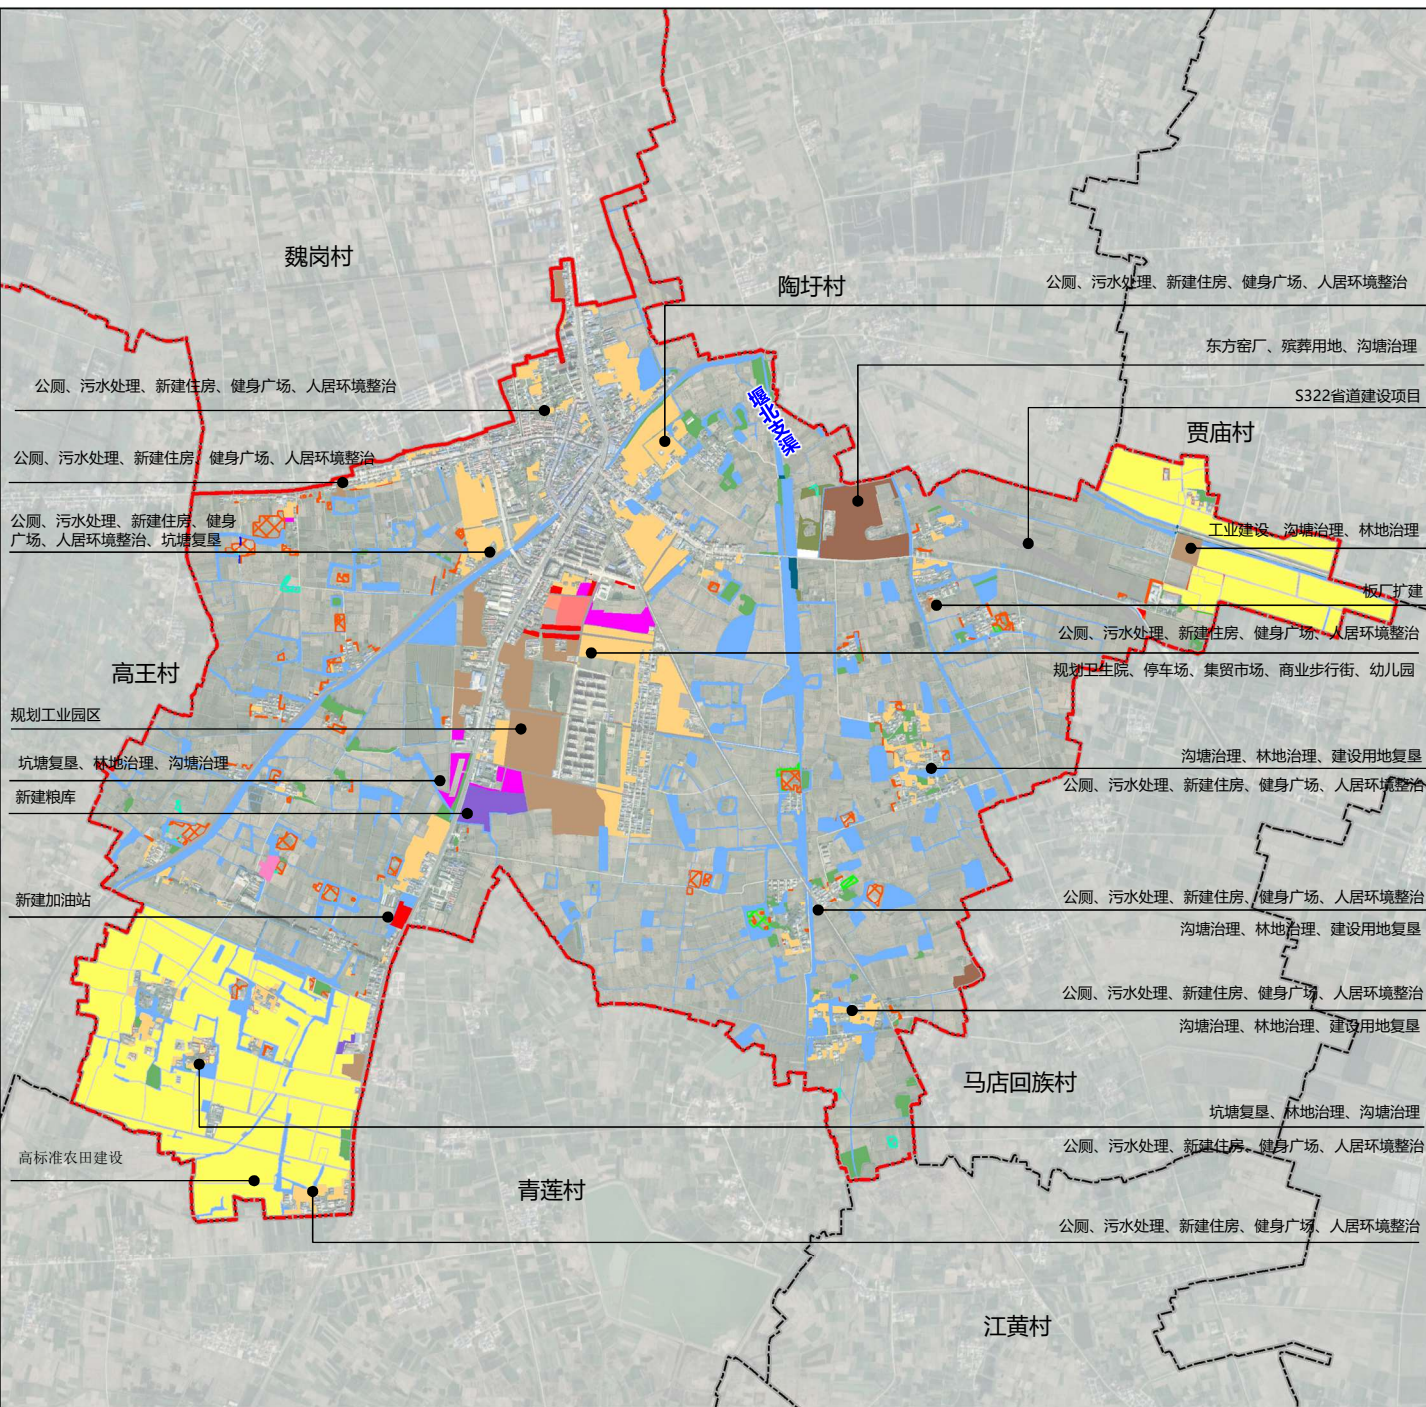 魏岗村
陶圩村
公厕、污水处理、新建住房、健身广场、人居环境整治
东方窑厂、殡葬用地、沟塘治理
公厕、污水处理、新建住房、健身广场、人居环境整治
S322省道建设项目
堰北支渠
贾庙村
公厕、污水处理、新建住房、健身广场、人居环境整治
公厕、污水处理、新建住房、健身
广场、人居环境整治、坑塘复垦
工业建设、沟塘治理、林地治理
板厂扩建
公厕、污水处理、新建住房、健身广场、人居环境整治
高王村
规划卫生院、停车场、集贸市场、商业步行街、幼儿园
规划工业园区
坑塘复垦、林地治理、沟塘治理
沟塘治理、林地治理、建设用地复垦
公厕、污水处理、新建住房、健身广场、人居环境整治
新建粮库
新建加油站
公厕、污水处理、新建住房、健身广场、人居环境整治
沟塘治理、林地治理、建设用地复垦
公厕、污水处理、新建住房、健身广场、人居环境整治
沟塘治理、林地治理、建设用地复垦
马店回族村
坑塘复垦、林地治理、沟塘治理
公厕、污水处理、新建住房、健身广场、人居环境整治
高标准农田建设
青莲村
公厕、污水处理、新建住房、健身广场、人居环境整治
江黄村